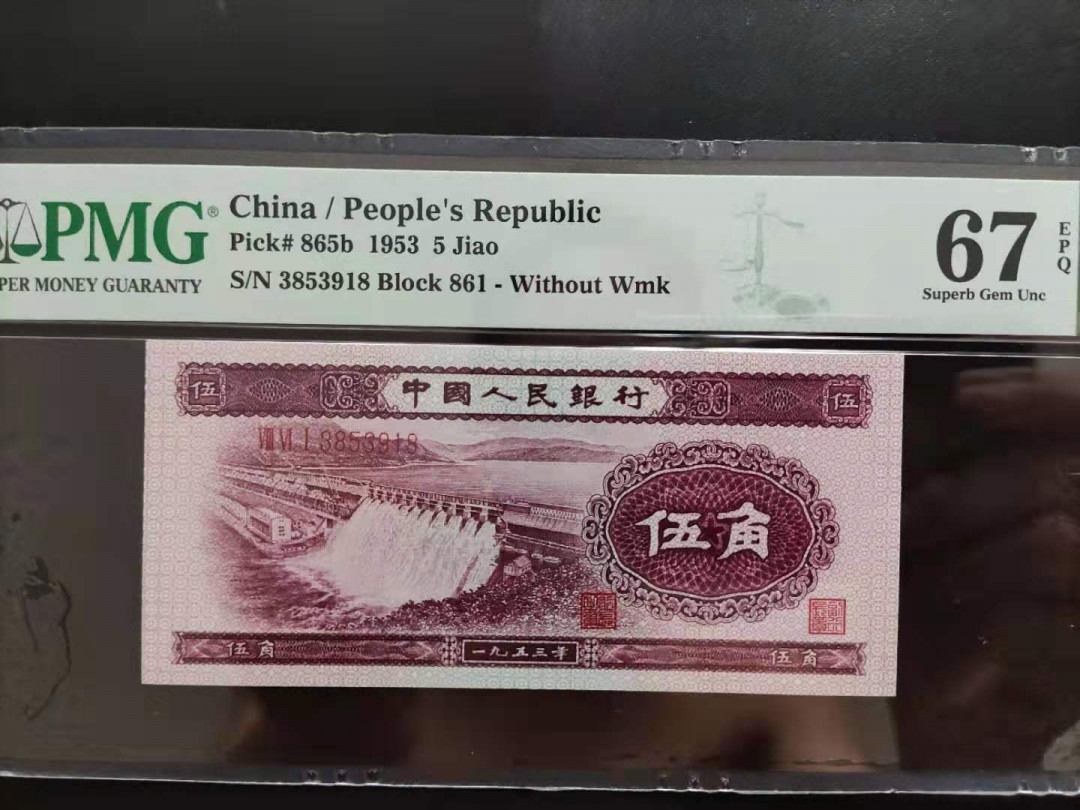 PMG®
PER MONEY GUARANTY
China / People's Republic
Pick# 865b 1953 5 Jiao
S/N 3853918 Block 861 - Without Wmk
67
EPQ
Superb Gem Unc
伍
中國人民銀行
伍
Ⅷ Ⅵ Ⅰ 3853918
伍角
伍角
一九五三年
伍角